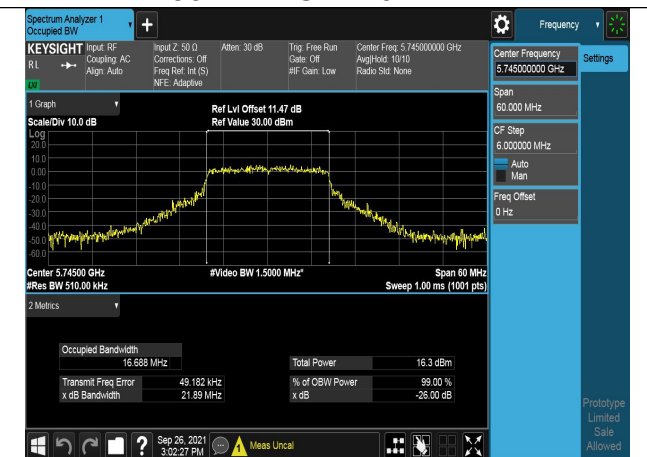 Spectrum Analyzer 1
Occupied BW
+
Frequency
KEYSIGHT
RL
LXI
Input: RF
Coupling: AC
Align: Auto
Input Z: 50 Ω
Corrections: Off
Freq Ref: Int (S)
NFE: Adaptive
Atten: 30 dB
Trig: Free Run
Gate: Off
#IF Gain: Low
Center Freq: 5.745000000 GHz
Avg|Hold: 10/10
Radio Std: None
Center Frequency
5.745000000 GHz
Settings
Span
60.000 MHz
CF Step
6.000000 MHz
Auto
Man
Freq Offset
0 Hz
1 Graph
Scale/Div 10.0 dB
Ref Lvl Offset 11.47 dB
Ref Value 30.00 dBm
Log
20.0
10.0
0.00
-10.0
-20.0
-30.0
-40.0
-50.0
-60.0
Center 5.74500 GHz
#Video BW 1.5000 MHz*
Span 60 MHz
#Res BW 510.00 kHz
Sweep 1.00 ms (1001 pts)
2 Metrics
Occupied Bandwidth
16.688 MHz
Total Power 16.3 dBm
Transmit Freq Error 49.182 kHz
% of OBW Power 99.00 %
x dB Bandwidth 21.89 MHz
x dB -26.00 dB
Prototype
Limited
Sale
Allowed
?
Sep 26, 2021
3:02:27 PM
1
Meas Uncal